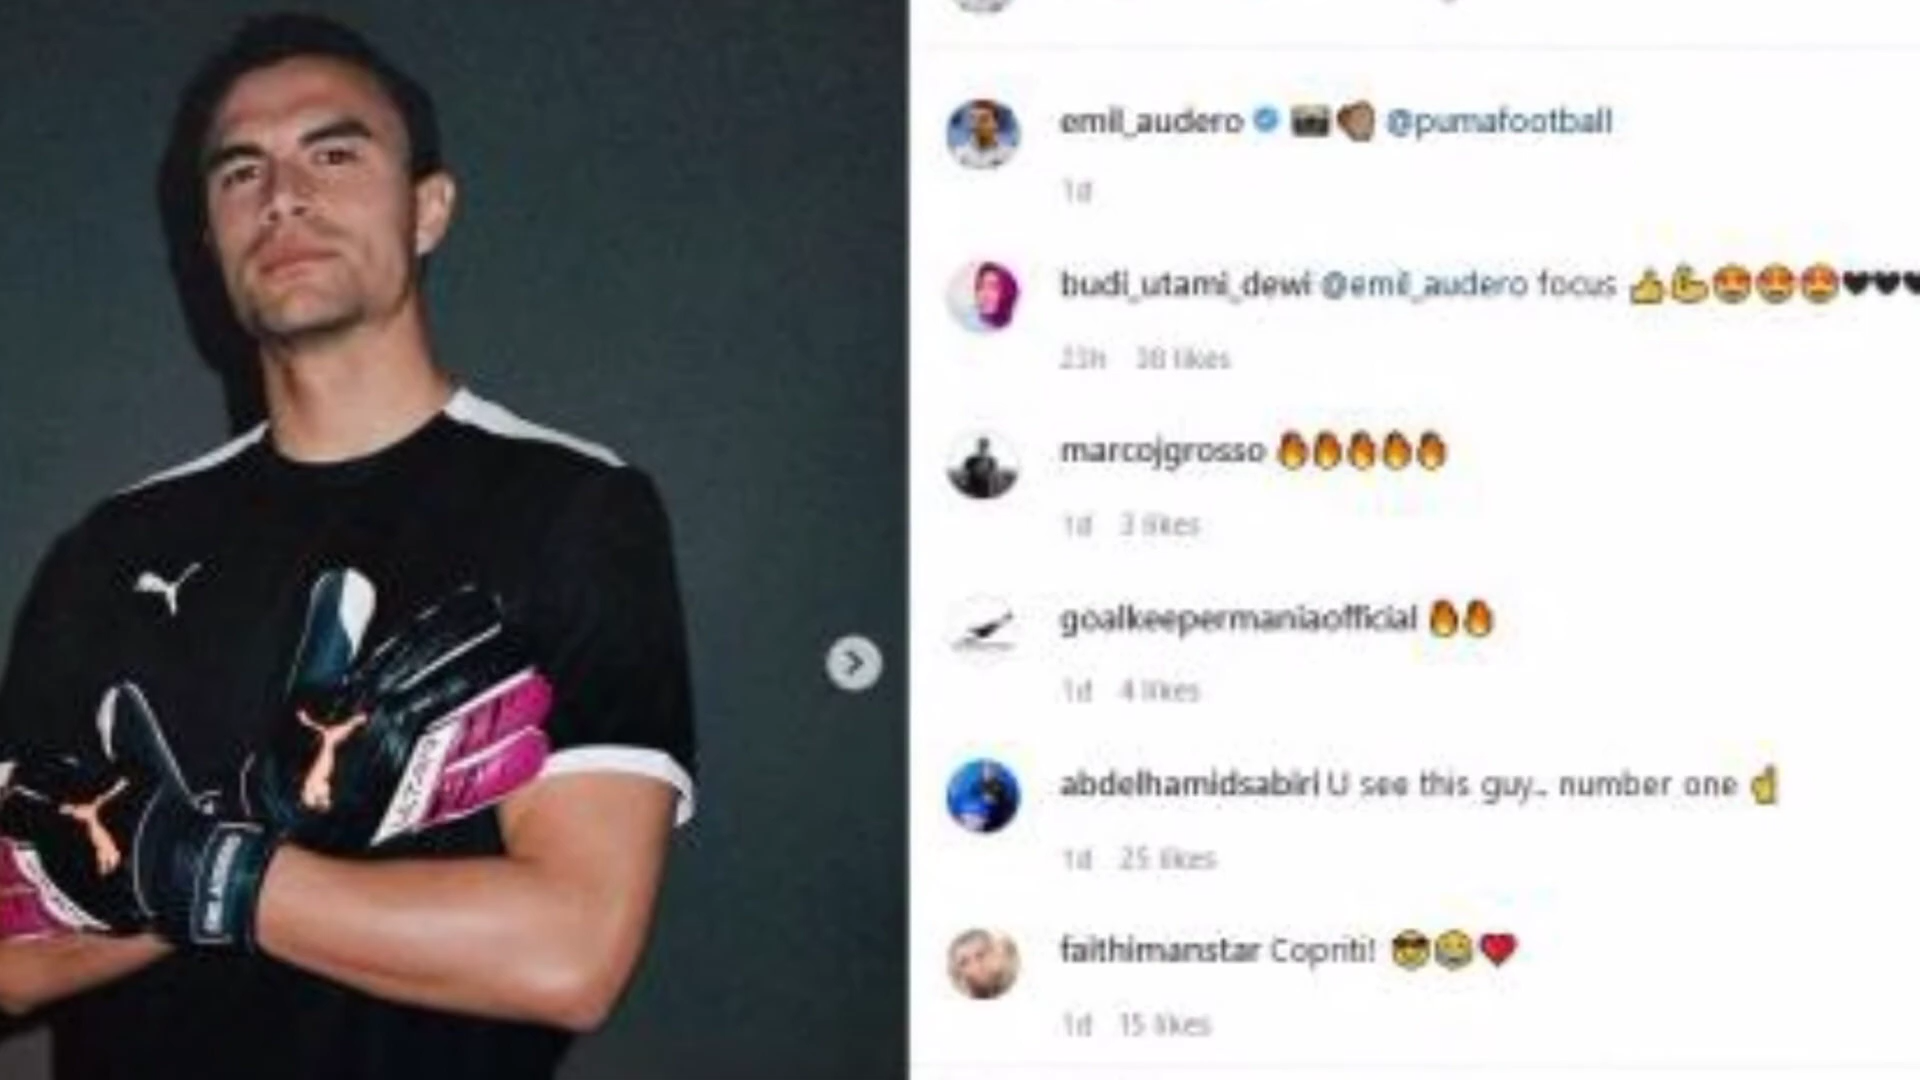 emil_audero @pumafootball
1d
budi_utami_dewi @emil_audero focus
23h 38 likes
marcojgrosso
1d 3 likes
goalkeepermaniaofficial
1d 4 likes
abdelhamidsabiri U see this guy.. number one
1d 25 likes
faithimanstar Copriti!
1d 15 likes